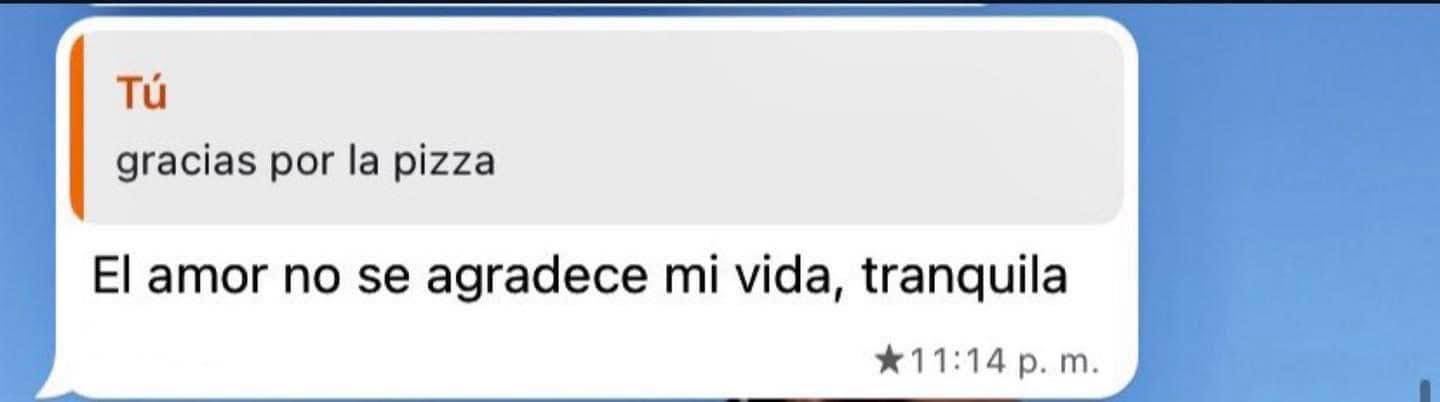 Tú
gracias por la pizza
El amor no se agradece mi vida, tranquila
★11:14 p. m.